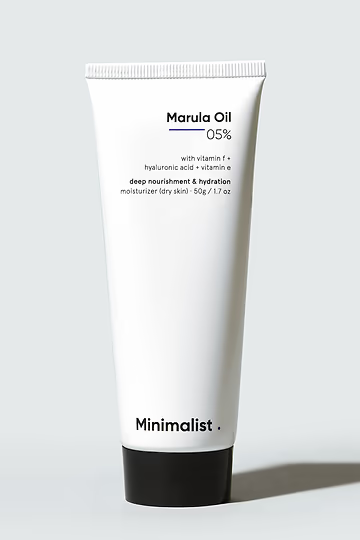 Marula Oil
05%
with vitamin f +
hyaluronic acid + vitamin e
deep nourishment & hydration
moisturizer (dry skin) · 50g / 1.7 oz
Minimalist .